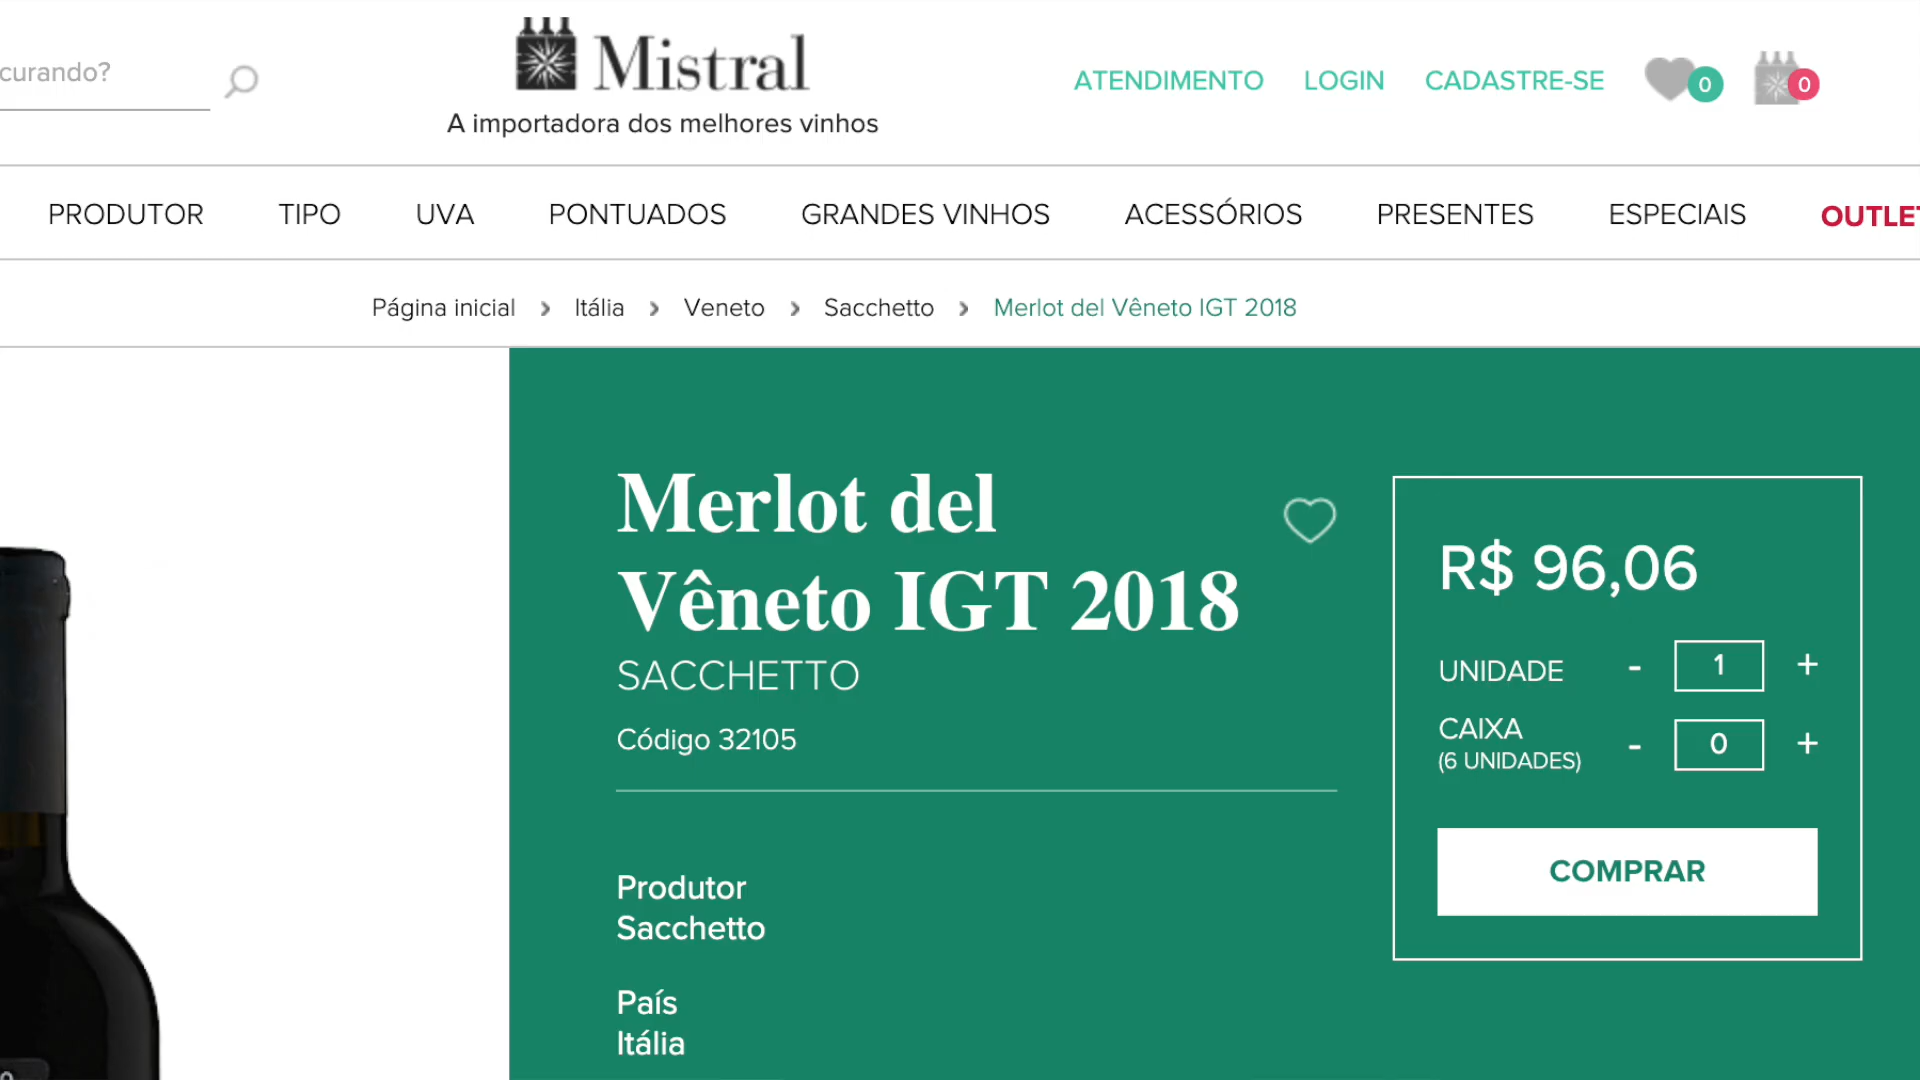 curando?
Mistral
A importadora dos melhores vinhos
ATENDIMENTO LOGIN CADASTRE-SE 0 0
PRODUTOR TIPO UVA PONTUADOS GRANDES VINHOS ACESSÓRIOS PRESENTES ESPECIAIS OUTLET
Página inicial › Itália › Veneto › Sacchetto › Merlot del Vêneto IGT 2018
Merlot del
Vêneto IGT 2018
SACCHETTO
Código 32105
R$ 96,06
UNIDADE - 1 +
CAIXA
(6 UNIDADES) - 0 +
COMPRAR
Produtor
Sacchetto
País
Itália